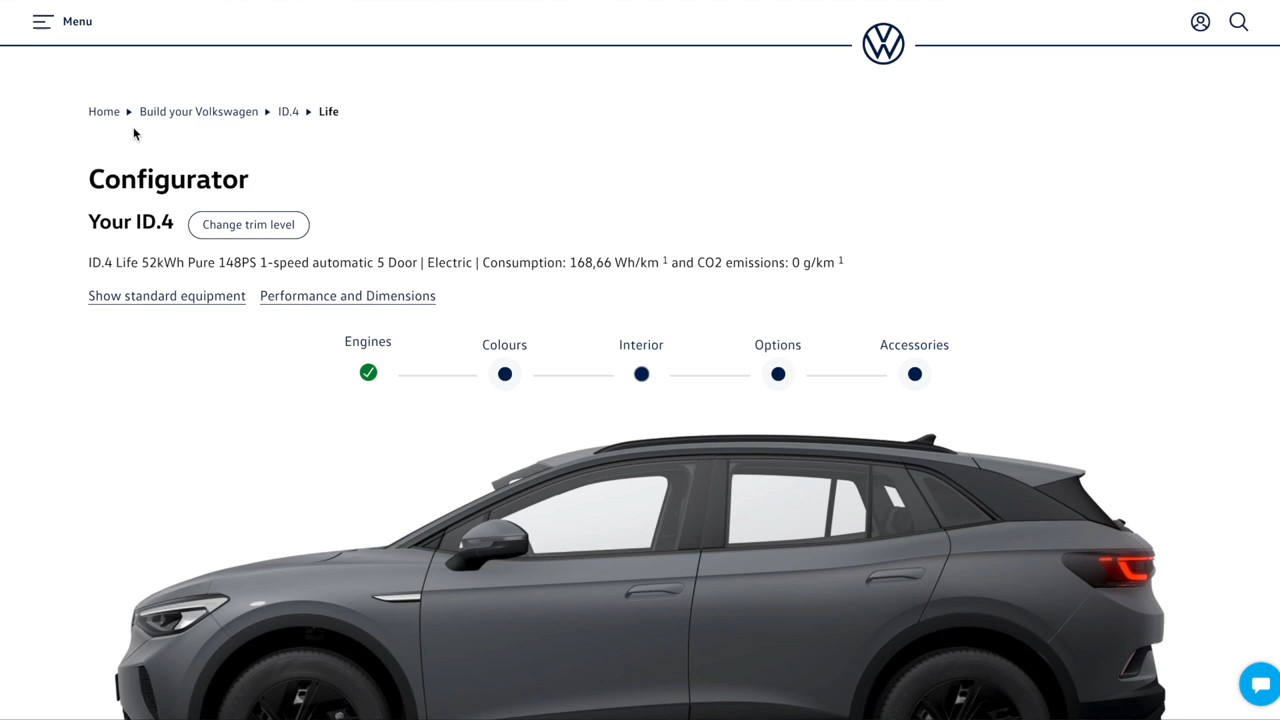 Menu
Home Build your Volkswagen ID.4 Life
Configurator
Your ID.4 Change trim level
ID.4 Life 52kWh Pure 148PS 1-speed automatic 5 Door | Electric | Consumption: 168,66 Wh/km 1 and CO2 emissions: 0 g/km 1
Show standard equipment Performance and Dimensions
Engines Colours Interior Options Accessories